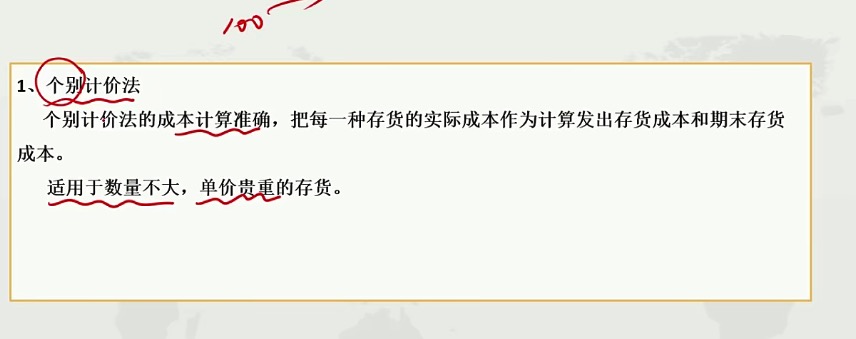 100
1、个别计价法
个别计价法的成本计算准确，把每一种存货的实际成本作为计算发出存货成本和期末存货
成本。
适用于数量不大，单价贵重的存货。